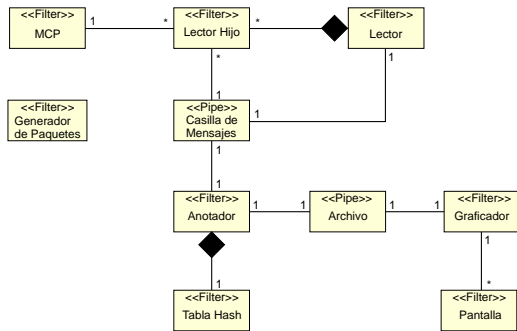 <<Filter>>
MCP
1
*
<<Filter>>
Lector Hijo
*
<<Filter>>
Lector
*
1
1
<<Filter>>
Generador
de Paquetes
<<Pipe>>
Casilla de
Mensajes
1
1
1
<<Filter>>
Anotador
1
1
<<Pipe>>
Archivo
1
1
<<Filter>>
Graficador
1
1
*
<<Filter>>
Tabla Hash
<<Filter>>
Pantalla